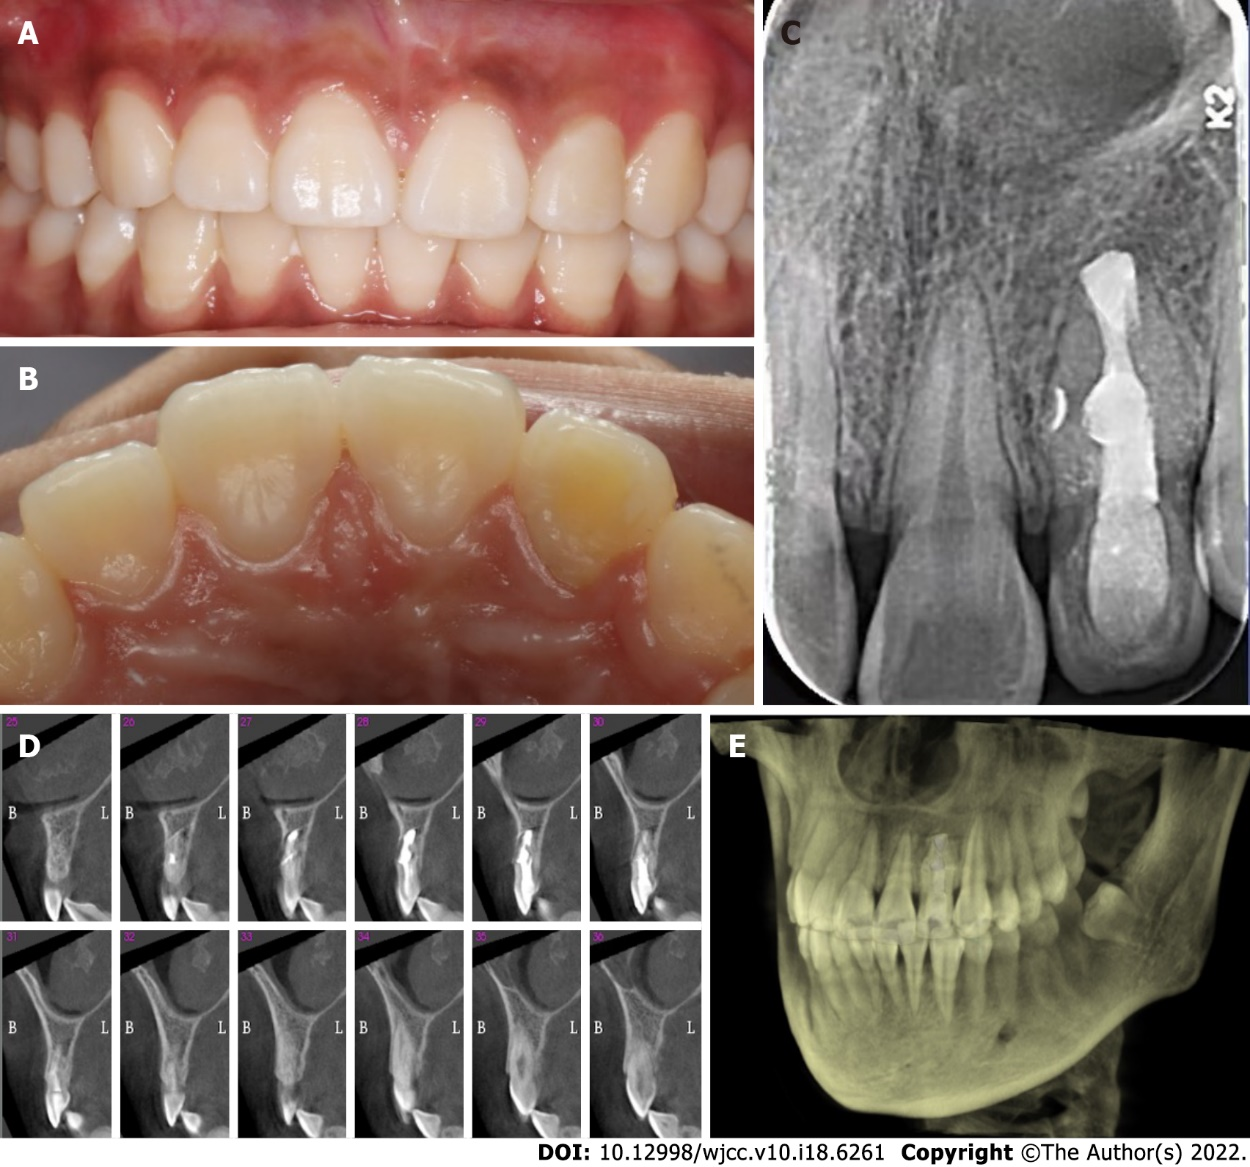 A
C
K2
B
D
E
25 26 27 28 29 30
B L B L B L B L B L B L
31 32 33 34 35 36
B L B L B L B L B L B L
DOI: 10.12998/wjcc.v10.i18.6261 Copyright ©The Author(s) 2022.